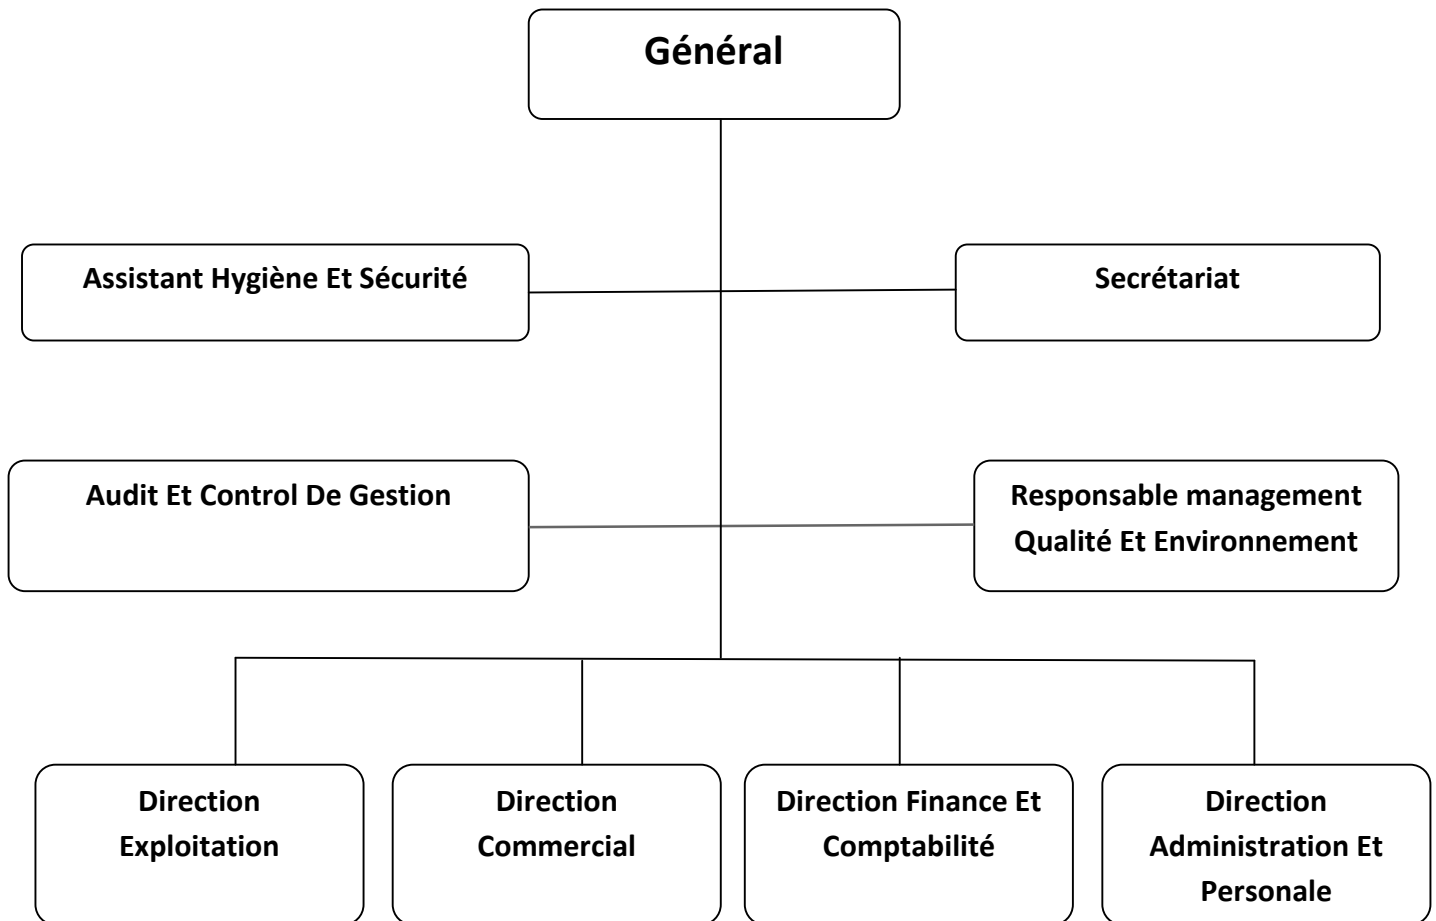 Général
Assistant Hygiène Et Sécurité
Secrétariat
Audit Et Control De Gestion
Responsable management
Qualité Et Environnement
Direction
Exploitation
Direction
Commercial
Direction Finance Et
Comptabilité
Direction
Administration Et
Personale